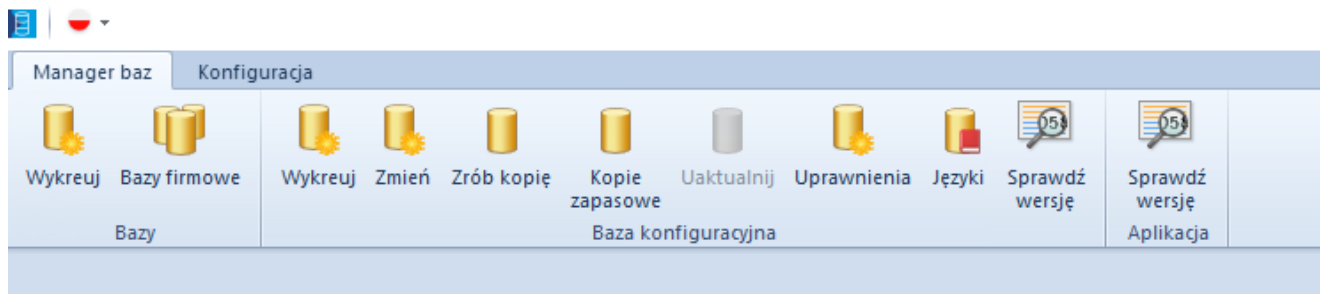 Manager baz Konfiguracja
Wykreuj Bazy firmowe Wykreuj Zmień Zrób kopię Kopie zapasowe Uaktualnij Uprawnienia Języki Sprawdź wersję Sprawdź wersję
Bazy Baza konfiguracyjna Aplikacja